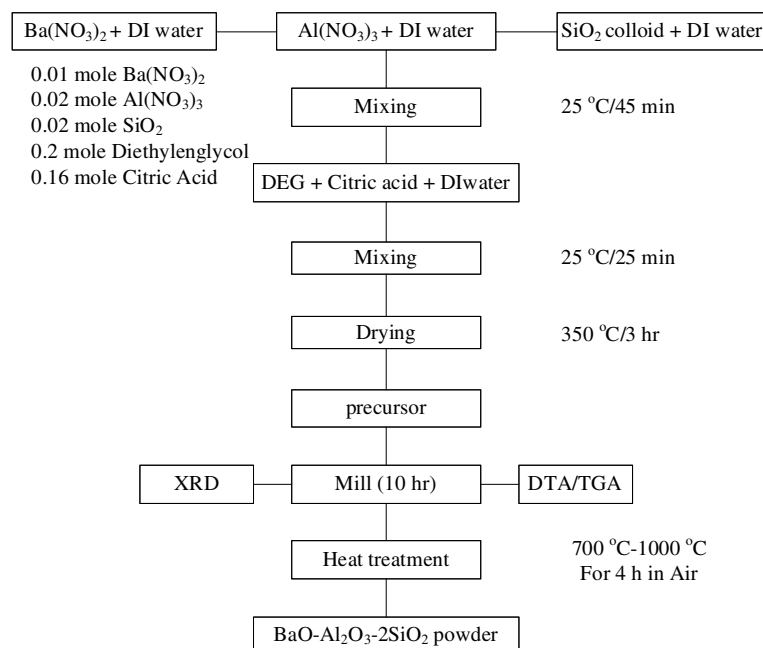 Ba(NO₃)₂ + DI water
Al(NO₃)₃ + DI water
SiO₂ colloid + DI water
0.01 mole Ba(NO₃)₂
0.02 mole Al(NO₃)₃
0.02 mole SiO₂
0.2 mole Diethylenglycol
0.16 mole Citric Acid
Mixing
25 °C/45 min
DEG + Citric acid + DIwater
Mixing
25 °C/25 min
Drying
350 °C/3 hr
precursor
XRD
Mill (10 hr)
DTA/TGA
Heat treatment
700 °C-1000 °C
For 4 h in Air
BaO-Al₂O₃-2SiO₂ powder